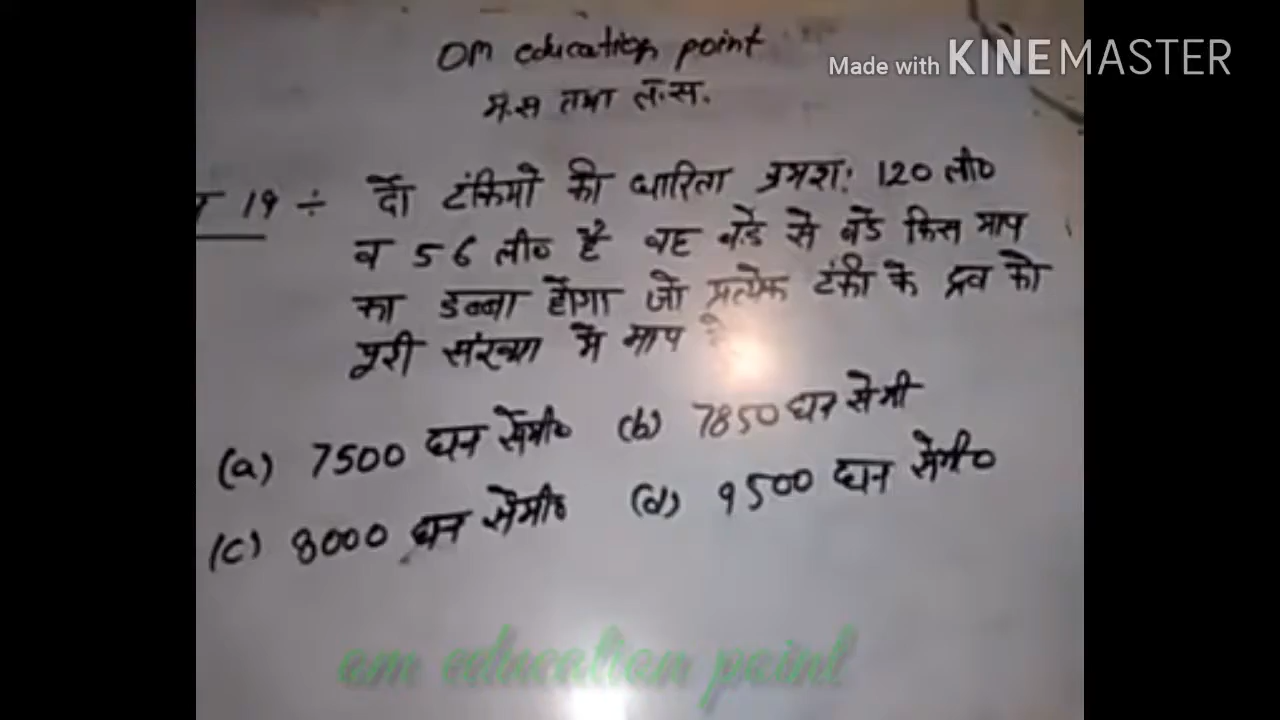 om education point
Made with KINEMASTER
म.स तथा ल.स.
19 ÷ दो टंकियो की धारिता क्रमश: 120 ली०
व 56 ली० है वह बड़े से बडे किस माप
का डब्बा होगा जो प्रत्येक टंकी के द्रव को
पूरी संख्या मे माप
(a) 7500 घन सेमी० (b) 7850 घन सेमी
(c) 8000 घन सेमी० (d) 9500 घन सेमी०
om education point